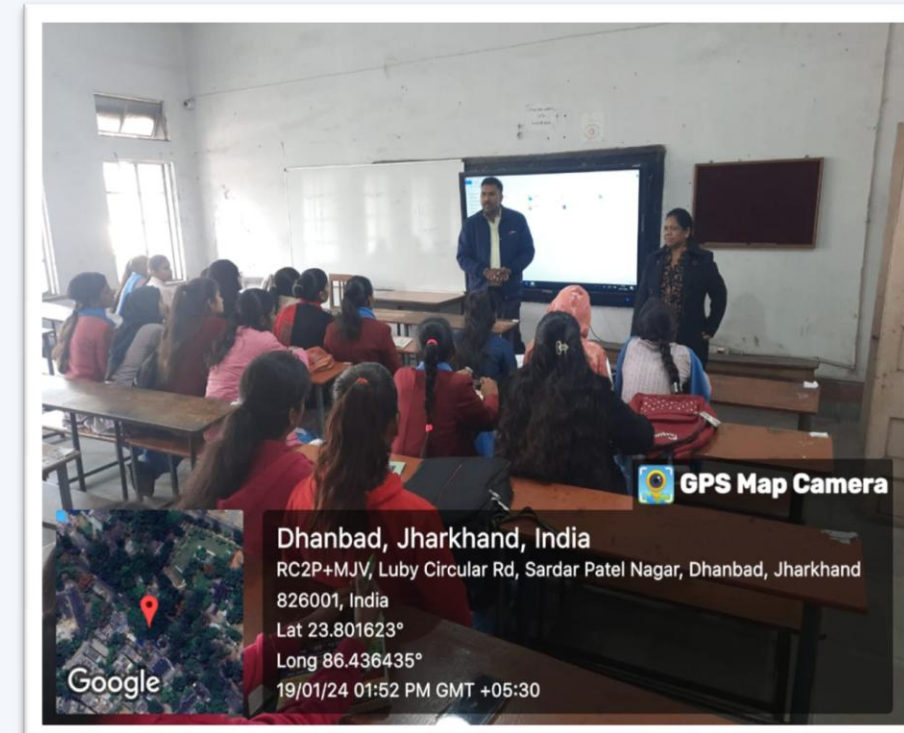 GPS Map Camera
Dhanbad, Jharkhand, India
RC2P+MJV, Luby Circular Rd, Sardar Patel Nagar, Dhanbad, Jharkhand
826001, India
Lat 23.801623°
Long 86.436435°
19/01/24 01:52 PM GMT +05:30
Google